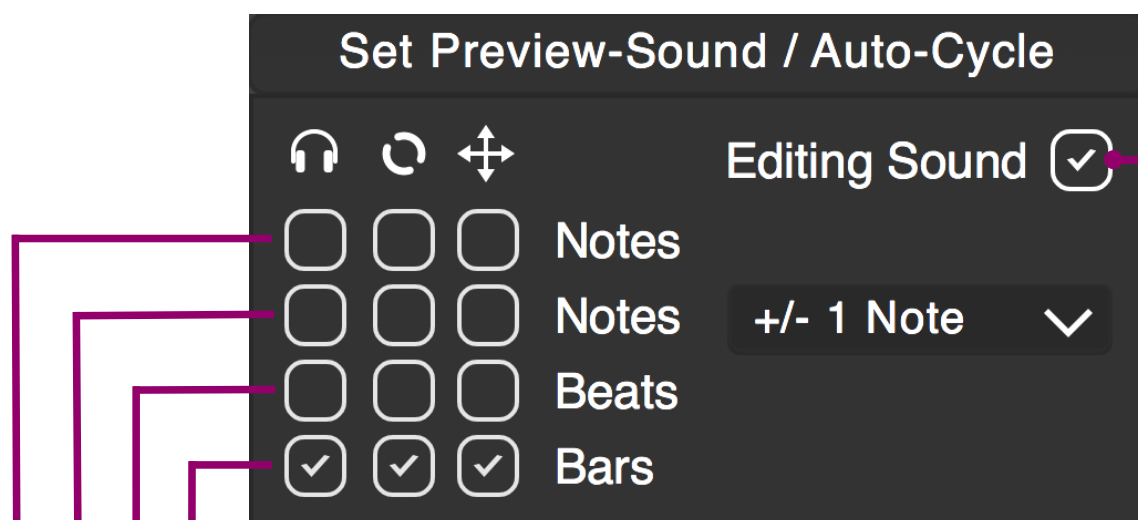 Set Preview-Sound / Auto-Cycle
Editing Sound
Notes
Notes +/- 1 Note
Beats
Bars